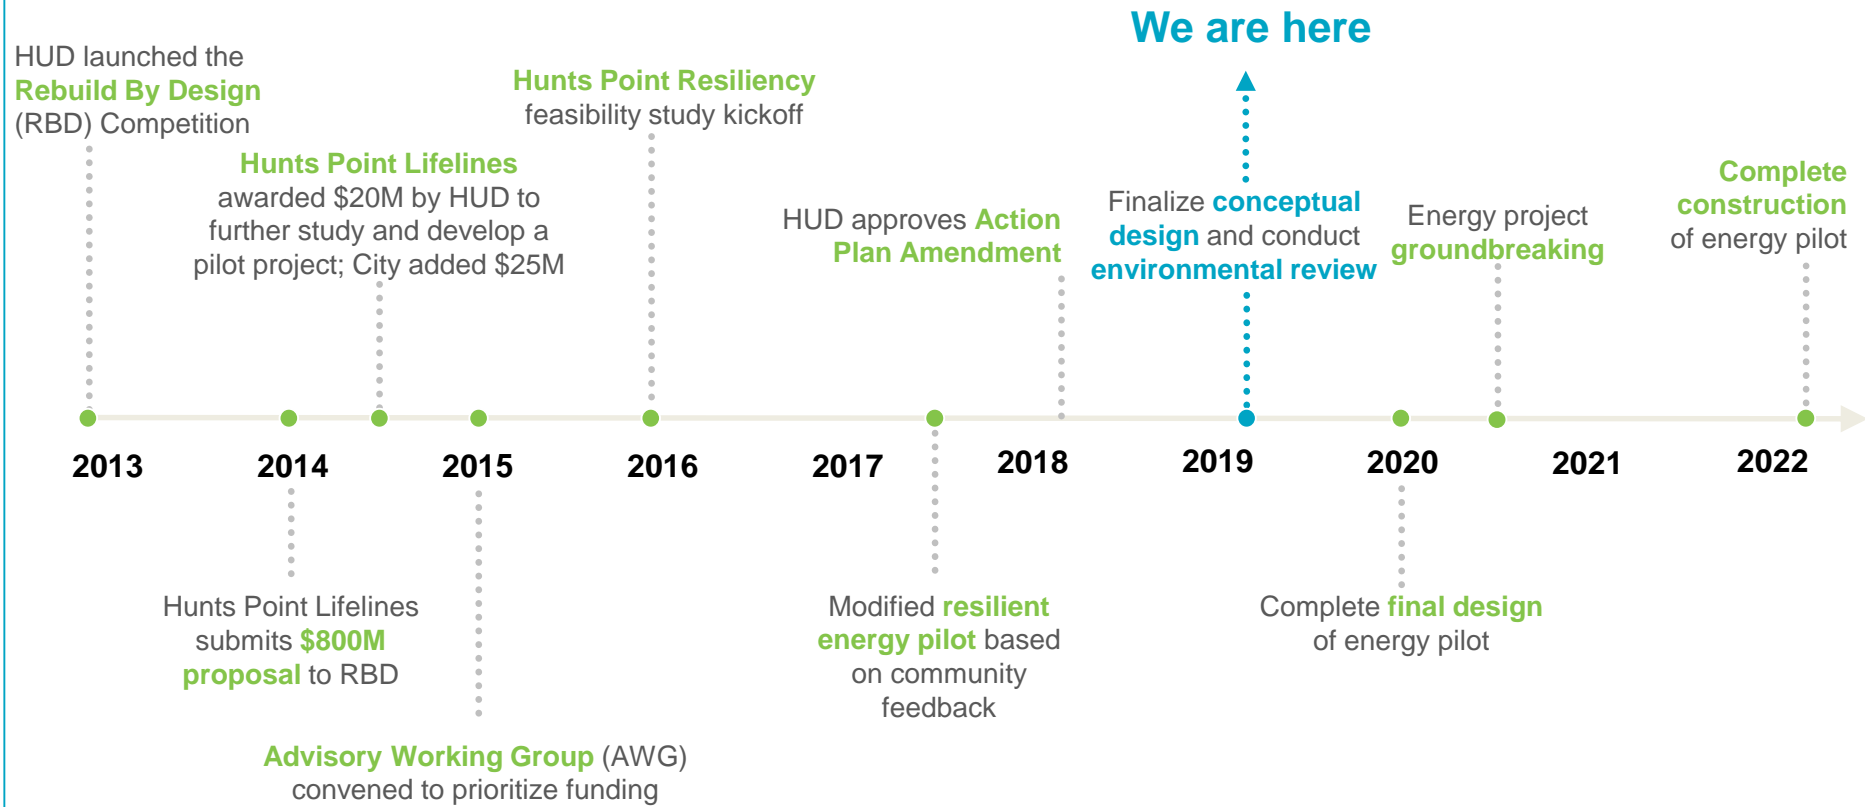 We are here
HUD launched the
Rebuild By Design
(RBD) Competition
Hunts Point Lifelines
awarded $20M by HUD to
further study and develop a
pilot project; City added $25M
Hunts Point Resiliency
feasibility study kickoff
HUD approves Action
Plan Amendment
Finalize conceptual
design and conduct
environmental review
Energy project
groundbreaking
Complete
construction
of energy pilot
2013
2014
2015
2016
2017
2018
2019
2020
2021
2022
Hunts Point Lifelines
submits $800M
proposal to RBD
Advisory Working Group (AWG)
convened to prioritize funding
Modified resilient
energy pilot based
on community
feedback
Complete final design
of energy pilot